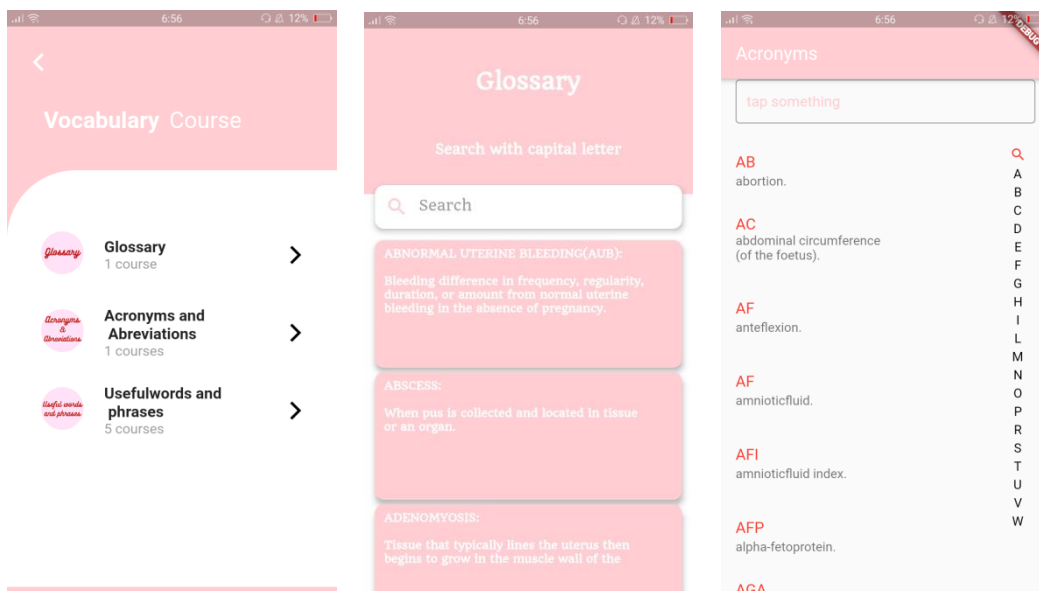 6:56
12%
Vocabulary Course
Glossary
Glossary
1 course
Acronyms
&
Abreviations
Acronyms and
Abreviations
1 courses
Useful words
and phrases
Usefulwords and
phrases
5 courses
6:56
12%
Glossary
Search with capital letter
Search
ABNORMAL UTERINE BLEEDING(AUB):
Bleeding difference in frequency, regularity,
duration, or amount from normal uterine
bleeding in the absence of pregnancy.
ABSCESS:
When pus is collected and located in tissue
or an organ.
ADENOMYOSIS:
Tissue that typically lines the uterus then
begins to grow in the muscle wall of the
6:56
12%
DEBUG
Acronyms
tap something
AB
abortion.
AC
abdominal circumference
(of the foetus).
AF
anteflexion.
AF
amnioticfluid.
AFI
amnioticfluid index.
AFP
alpha-fetoprotein.
AGA
A
B
C
D
E
F
G
H
I
L
M
N
O
P
R
S
T
U
V
W